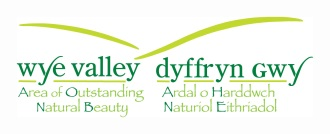 wye valley
Area of Outstanding
Natural Beauty
dyffryn Gwy
Ardal o Harddwch
Naturiol Eithriadol